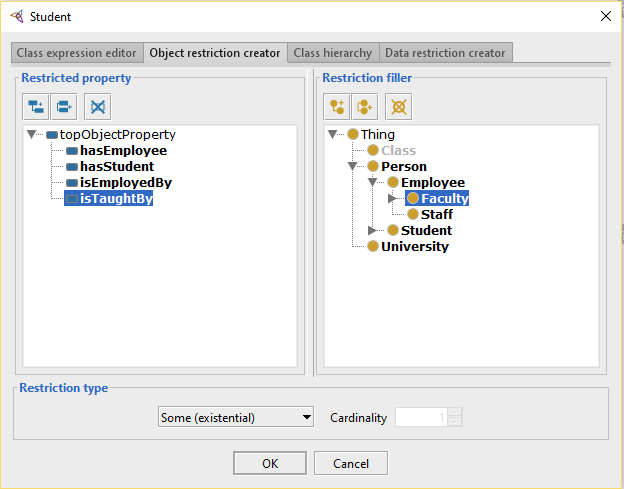 Student
Class expression editor
Object restriction creator
Class hierarchy
Data restriction creator
Restricted property
topObjectProperty
hasEmployee
hasStudent
isEmployedBy
isTaughtBy
Restriction filler
Thing
Class
Person
Employee
Faculty
Staff
Student
University
Restriction type
Some (existential)
Cardinality
1
OK
Cancel